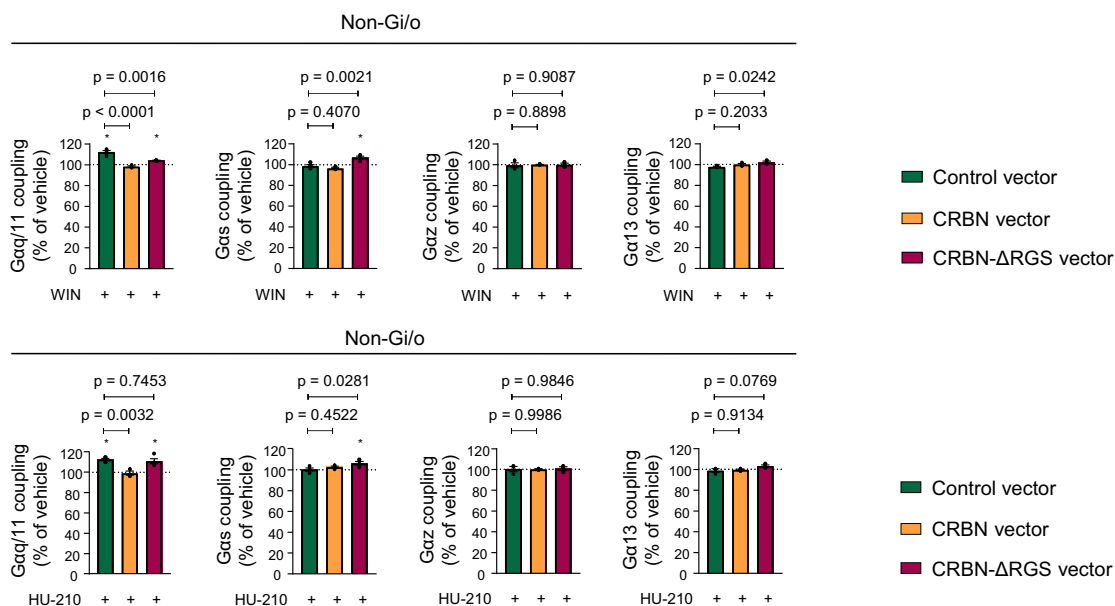 Non-Gi/o
p = 0.0016
p < 0.0001
* *
Gαq/11 coupling
(% of vehicle)
120
100
80
60
40
20
0
WIN + + +
p = 0.0021
p = 0.4070
*
Gαs coupling
(% of vehicle)
120
100
80
60
40
20
0
WIN + + +
p = 0.9087
p = 0.8898
Gαz coupling
(% of vehicle)
120
100
80
60
40
20
0
WIN + + +
p = 0.0242
p = 0.2033
Gα13 coupling
(% of vehicle)
120
100
80
60
40
20
0
WIN + + +
Control vector
CRBN vector
CRBN-ΔRGS vector
Non-Gi/o
p = 0.7453
p = 0.0032
* *
Gαq/11 coupling
(% of vehicle)
120
100
80
60
40
20
0
HU-210 + + +
p = 0.0281
p = 0.4522
*
Gαs coupling
(% of vehicle)
120
100
80
60
40
20
0
HU-210 + + +
p = 0.9846
p = 0.9986
Gαz coupling
(% of vehicle)
120
100
80
60
40
20
0
HU-210 + + +
p = 0.0769
p = 0.9134
Gα13 coupling
(% of vehicle)
120
100
80
60
40
20
0
HU-210 + + +
Control vector
CRBN vector
CRBN-ΔRGS vector